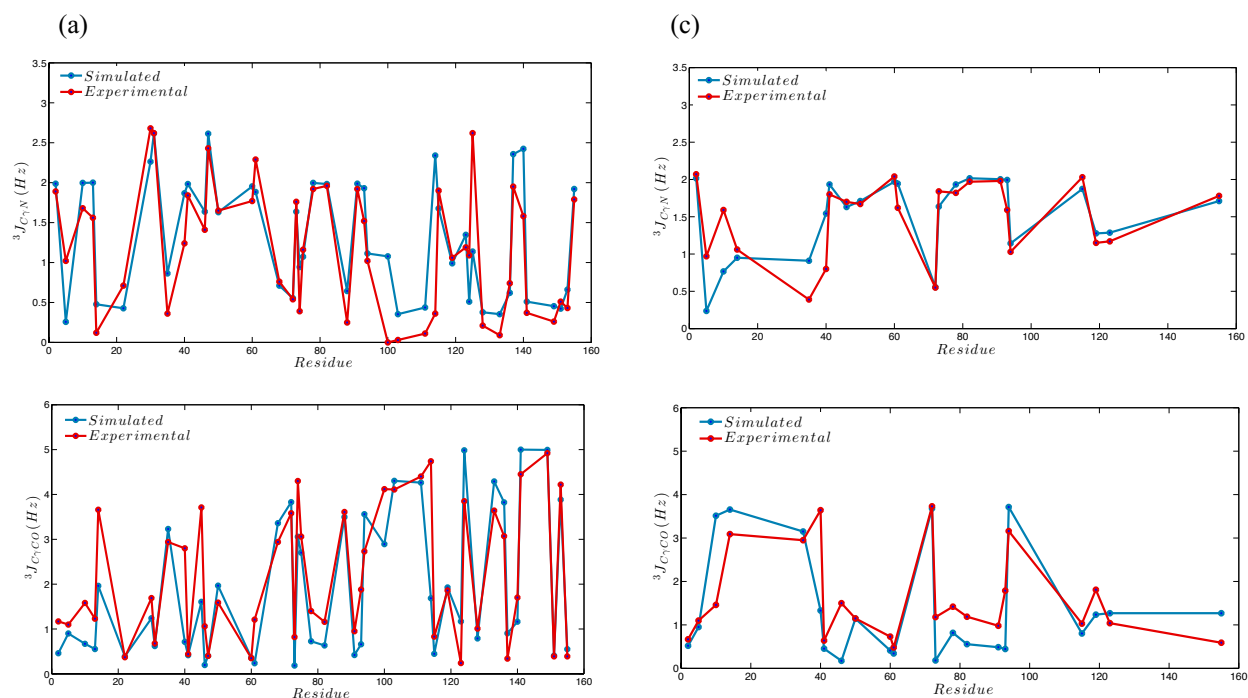 (a)
3.5
3
2.5
2
1.5
1
0.5
0
³J_CγN (Hz)
Simulated
Experimental
0 20 40 60 80 100 120 140 160
Residue
(c)
3.5
3
2.5
2
1.5
1
0.5
0
³J_CγN (Hz)
Simulated
Experimental
0 20 40 60 80 100 120 140 160
Residue
6
5
4
3
2
1
0
³J_CγCO (Hz)
Simulated
Experimental
0 20 40 60 80 100 120 140 160
Residue
6
5
4
3
2
1
0
³J_CγCO (Hz)
Simulated
Experimental
0 20 40 60 80 100 120 140 160
Residue